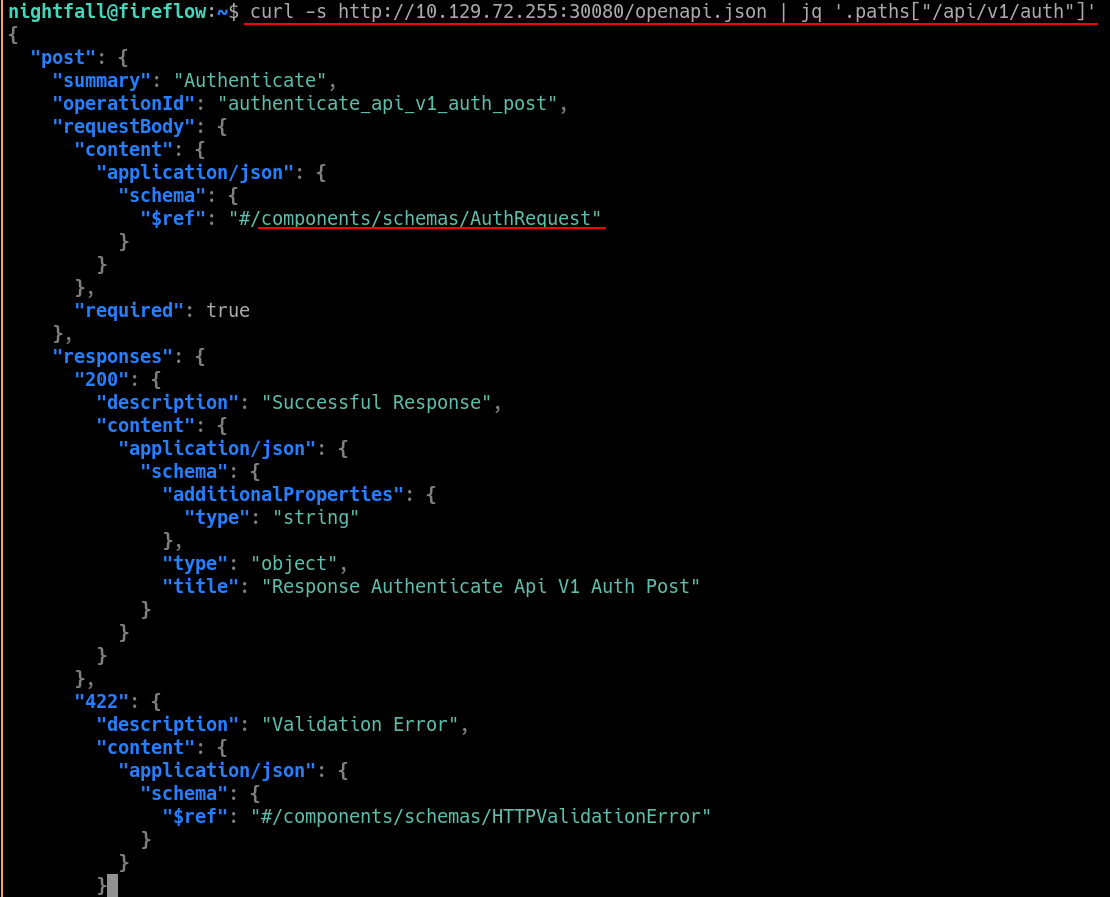 nightfall@fireflow:~$ curl -s http://10.129.72.255:30080/openapi.json | jq '.paths["/api/v1/auth"]'
{
  "post": {
    "summary": "Authenticate",
    "operationId": "authenticate_api_v1_auth_post",
    "requestBody": {
      "content": {
        "application/json": {
          "schema": {
            "$ref": "#/components/schemas/AuthRequest"
          }
        }
      },
      "required": true
    },
    "responses": {
      "200": {
        "description": "Successful Response",
        "content": {
          "application/json": {
            "schema": {
              "additionalProperties": {
                "type": "string"
              },
              "type": "object",
              "title": "Response Authenticate Api V1 Auth Post"
            }
          }
        }
      },
      "422": {
        "description": "Validation Error",
        "content": {
          "application/json": {
            "schema": {
              "$ref": "#/components/schemas/HTTPValidationError"
            }
          }
        }